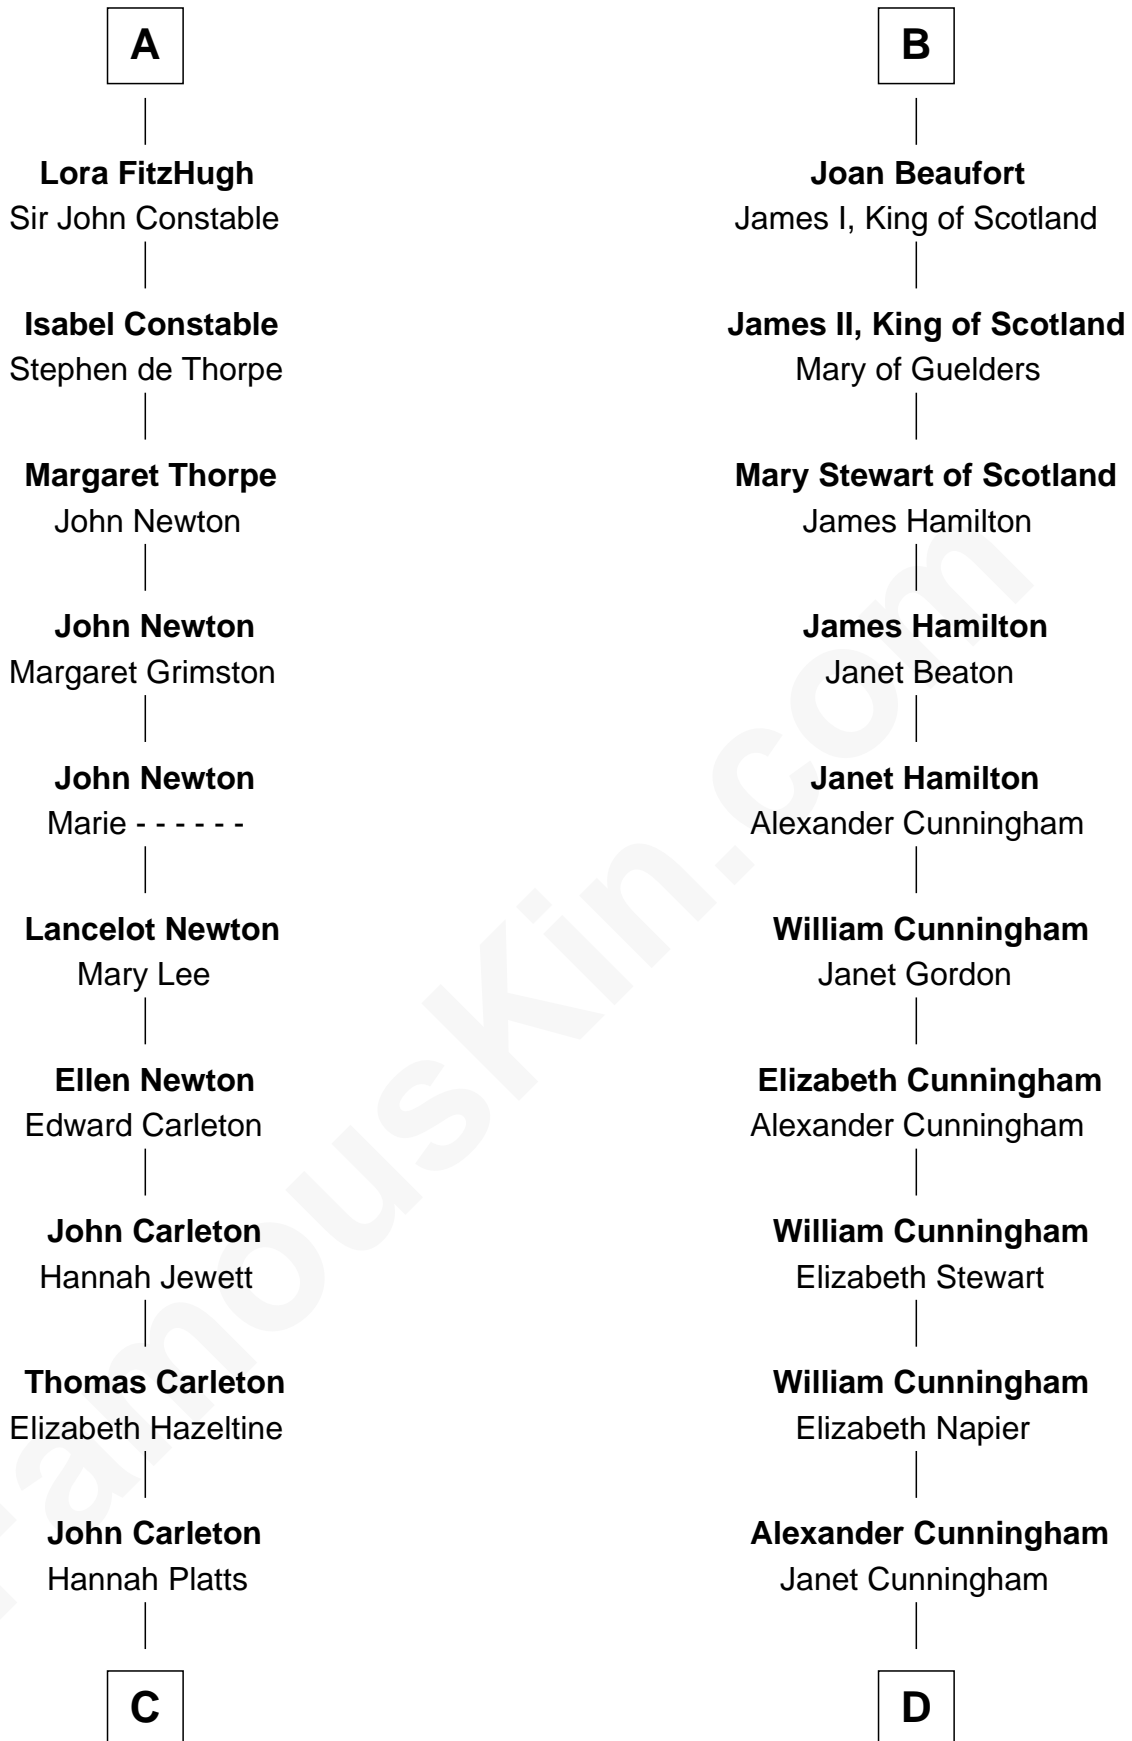 A
Lora FitzHugh
Sir John Constable
Isabel Constable
Stephen de Thorpe
Margaret Thorpe
John Newton
John Newton
Margaret Grimston
John Newton
Marie - - - - - -
Lancelot Newton
Mary Lee
Ellen Newton
Edward Carleton
John Carleton
Hannah Jewett
Thomas Carleton
Elizabeth Hazeltine
John Carleton
Hannah Platts
C
B
Joan Beaufort
James I, King of Scotland
James II, King of Scotland
Mary of Guelders
Mary Stewart of Scotland
James Hamilton
James Hamilton
Janet Beaton
Janet Hamilton
Alexander Cunningham
William Cunningham
Janet Gordon
Elizabeth Cunningham
Alexander Cunningham
William Cunningham
Elizabeth Stewart
William Cunningham
Elizabeth Napier
Alexander Cunningham
Janet Cunningham
D
FamousKin.com